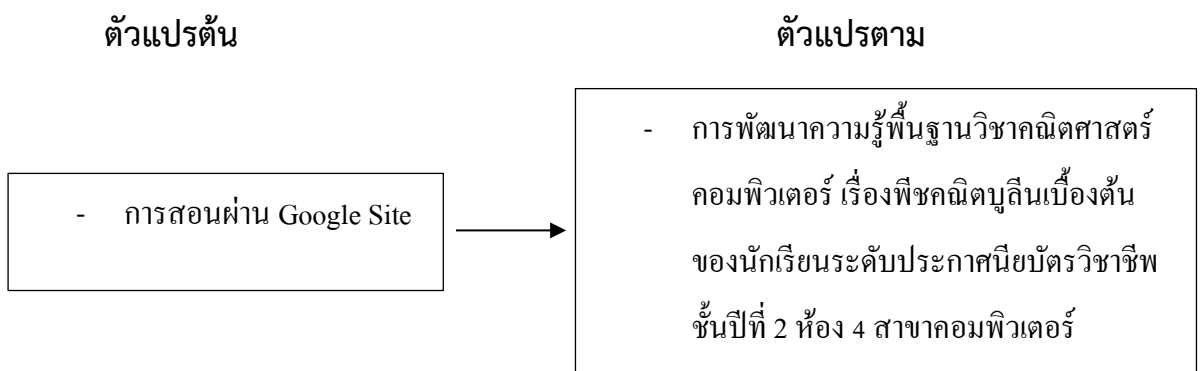 ตัวแปรต้น
ตัวแปรตาม
- การสอนผ่าน Google Site
- การพัฒนาความรู้พื้นฐานวิชาคณิตศาสตร์
คอมพิวเตอร์ เรื่องพีชคณิตบูลีนเบื้องต้น
ของนักเรียนระดับประกาศนียบัตรวิชาชีพ
ชั้นปีที่ 2 ห้อง 4 สาขาคอมพิวเตอร์